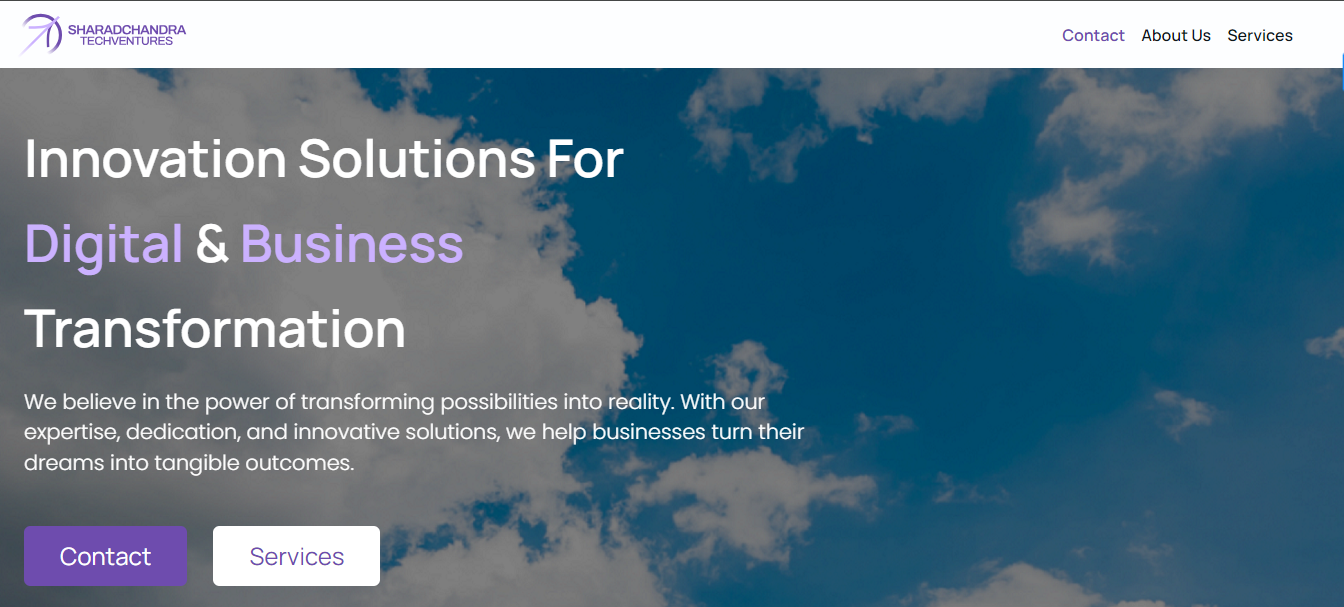 SHARADCHANDRA
TECHVENTURES
Contact About Us Services
Innovation Solutions For
Digital & Business
Transformation
We believe in the power of transforming possibilities into reality. With our
expertise, dedication, and innovative solutions, we help businesses turn their
dreams into tangible outcomes.
Contact Services